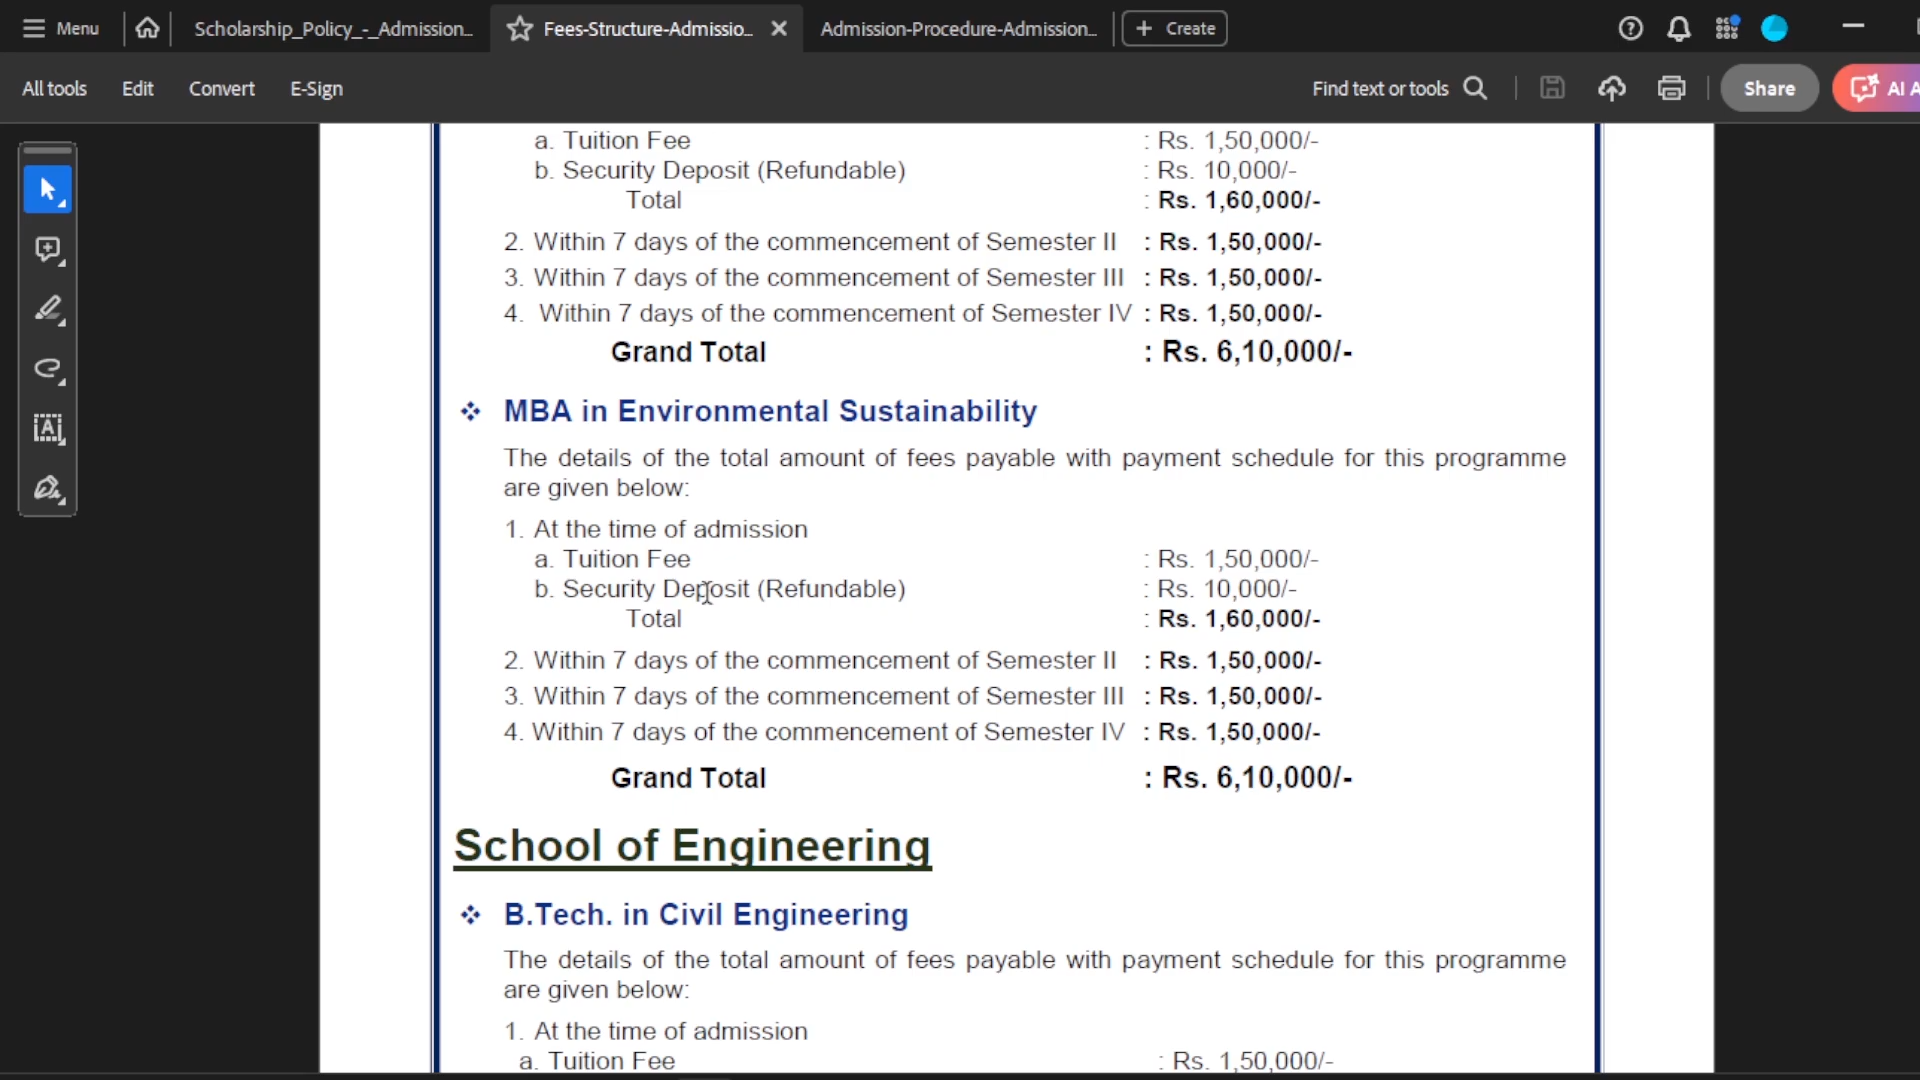 Menu
Scholarship_Policy_-_Admission...
Fees-Structure-Admissio...
Admission-Procedure-Admission...
Create
All tools
Edit
Convert
E-Sign
Find text or tools
Share
AI A
a. Tuition Fee : Rs. 1,50,000/-
b. Security Deposit (Refundable) : Rs. 10,000/-
Total : Rs. 1,60,000/-
2. Within 7 days of the commencement of Semester II : Rs. 1,50,000/-
3. Within 7 days of the commencement of Semester III : Rs. 1,50,000/-
4. Within 7 days of the commencement of Semester IV : Rs. 1,50,000/-
Grand Total : Rs. 6,10,000/-
❖ MBA in Environmental Sustainability
The details of the total amount of fees payable with payment schedule for this programme
are given below:
1. At the time of admission
a. Tuition Fee : Rs. 1,50,000/-
b. Security Deposit (Refundable) : Rs. 10,000/-
Total : Rs. 1,60,000/-
2. Within 7 days of the commencement of Semester II : Rs. 1,50,000/-
3. Within 7 days of the commencement of Semester III : Rs. 1,50,000/-
4. Within 7 days of the commencement of Semester IV : Rs. 1,50,000/-
Grand Total : Rs. 6,10,000/-
School of Engineering
❖ B.Tech. in Civil Engineering
The details of the total amount of fees payable with payment schedule for this programme
are given below:
1. At the time of admission
a. Tuition Fee : Rs. 1,50,000/-